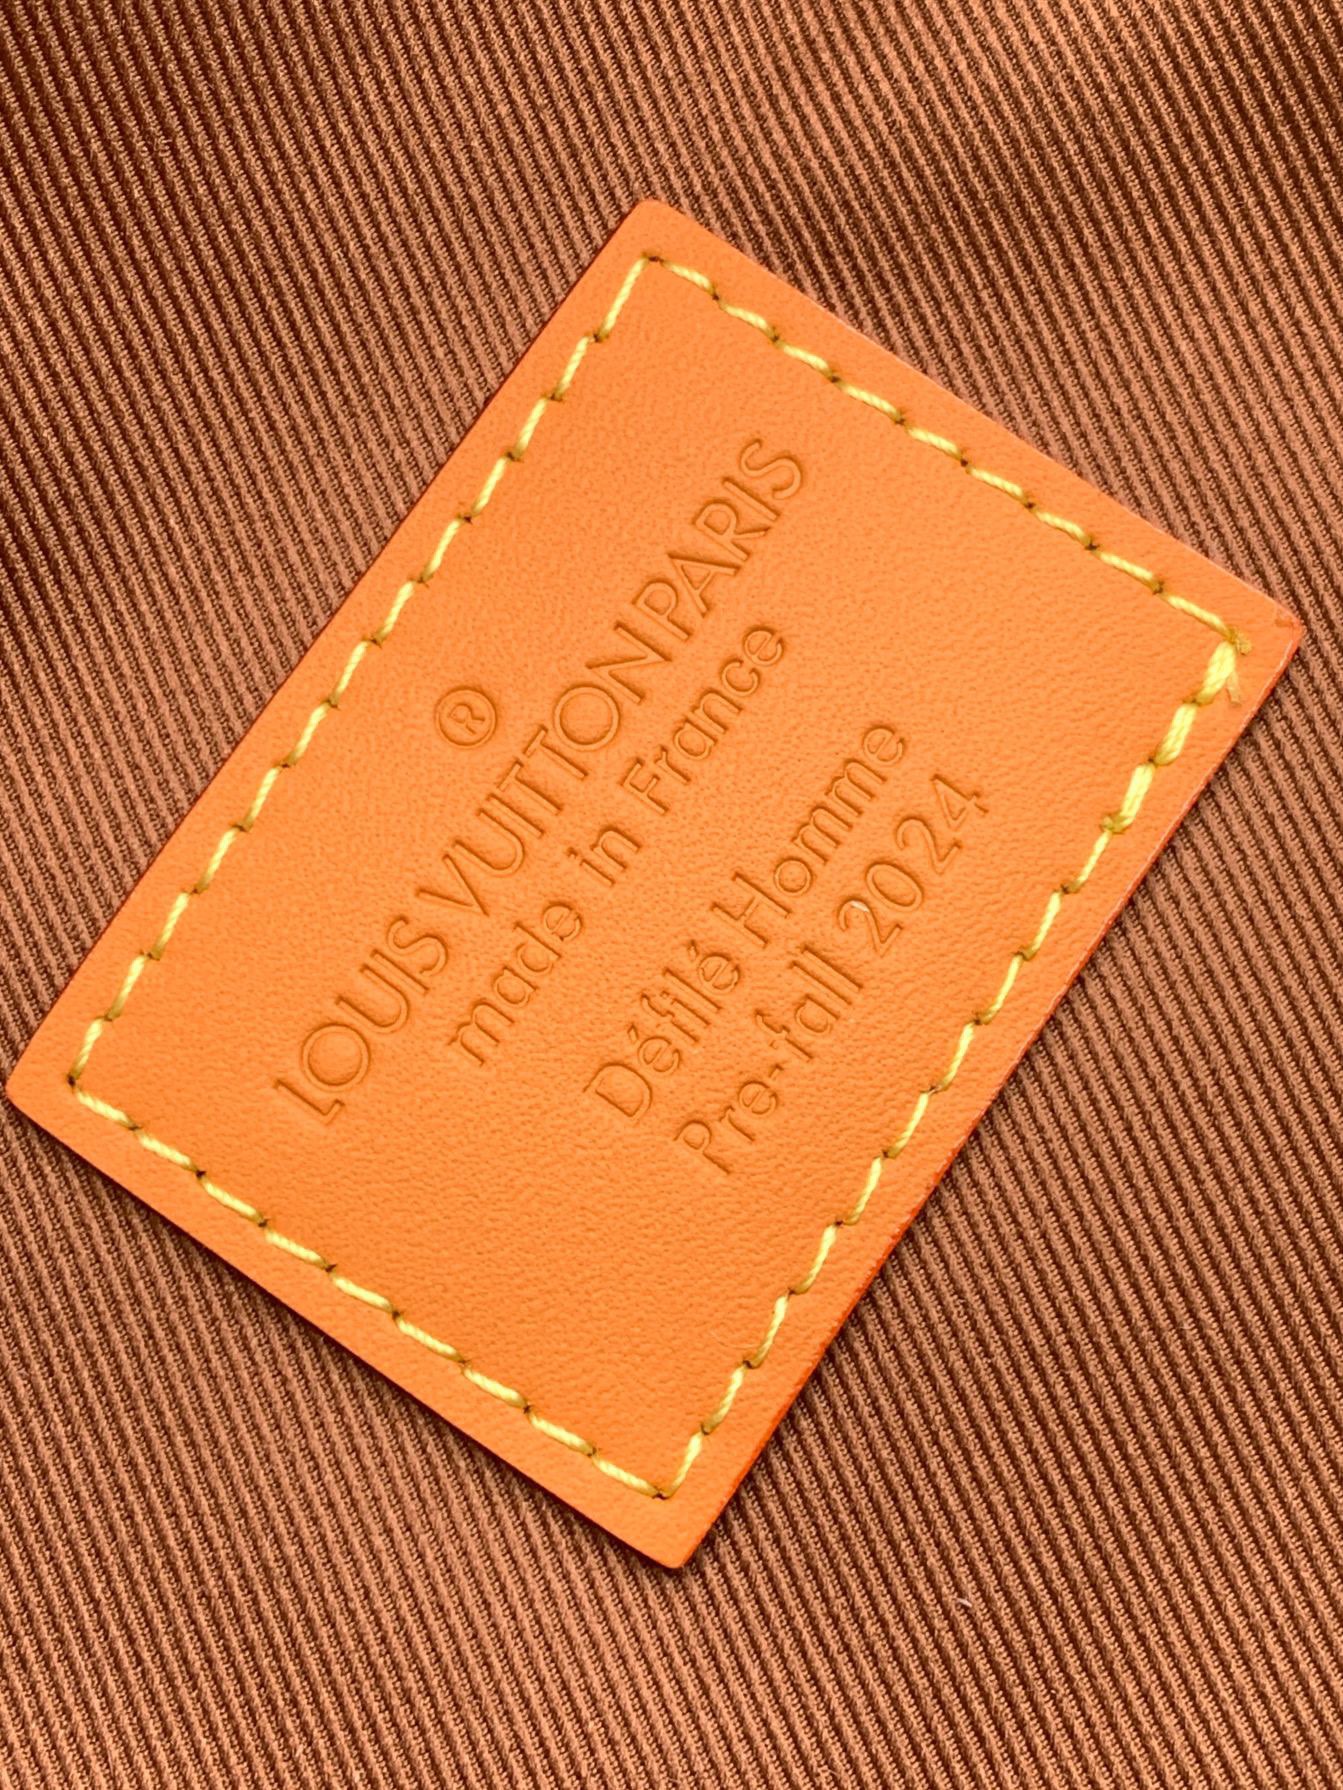 ®
LOUIS VUITTON PARIS
made in France
Défilé Homme
Pre-fall 2024